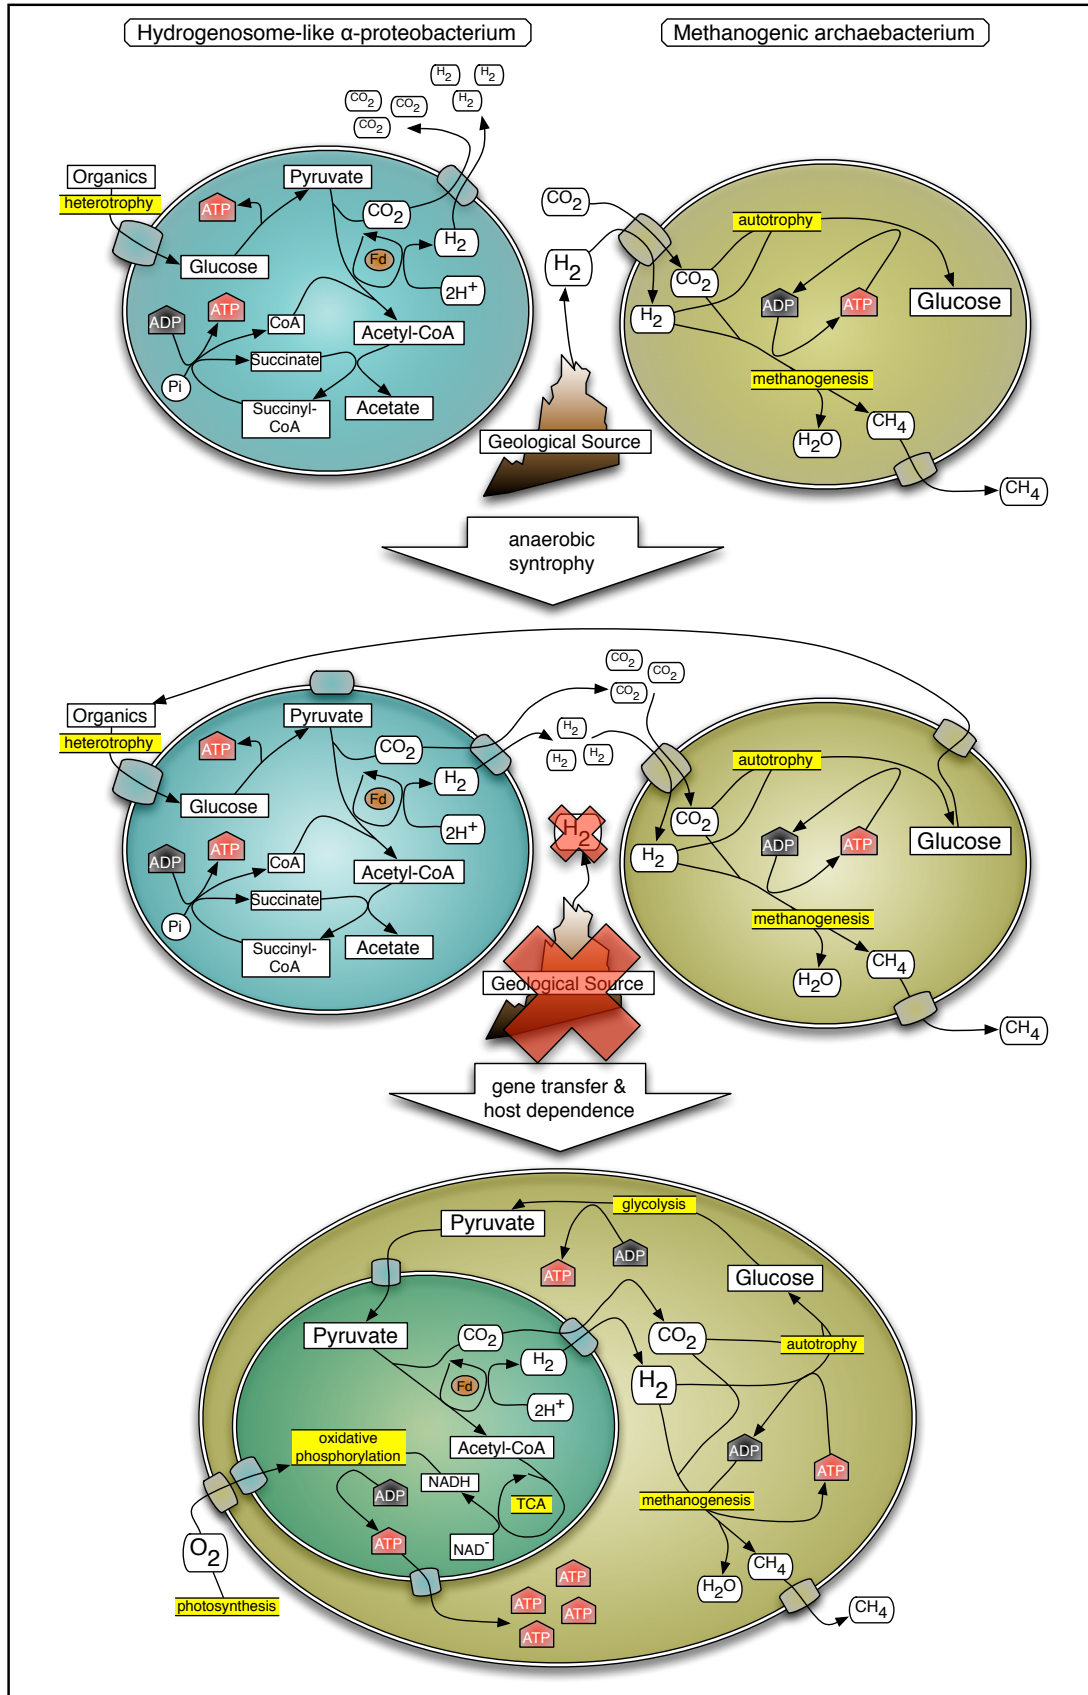 Hydrogenosome-like α-proteobacterium
Methanogenic archaebacterium
H2
H2
H2
CO2
CO2
CO2
Organics
heterotrophy
Pyruvate
ATP
CO2
H2
Fd
Glucose
2H+
ATP
ADP
CoA
Acetyl-CoA
Succinate
Pi
Succinyl-
CoA
Acetate
CO2
H2
Geological Source
autotrophy
CO2
H2
ADP
ATP
Glucose
methanogenesis
H2O
CH4
CH4
anaerobic
syntrophy
CO2
CO2
CO2
H2
H2
H2
Organics
heterotrophy
Pyruvate
ATP
CO2
H2
Fd
Glucose
2H+
ATP
ADP
CoA
Acetyl-CoA
Succinate
Pi
Succinyl-
CoA
Acetate
H2
Geological Source
autotrophy
CO2
H2
ADP
ATP
Glucose
methanogenesis
H2O
CH4
CH4
gene transfer &
host dependence
glycolysis
Pyruvate
ADP
ATP
Glucose
Pyruvate
CO2
H2
Fd
2H+
CO2
H2
autotrophy
Acetyl-CoA
oxidative
phosphorylation
NADH
ADP
TCA
ATP
NAD-
ADP
ATP
methanogenesis
O2
photosynthesis
ATP
ATP
ATP
ATP
H2O
CH4
CH4